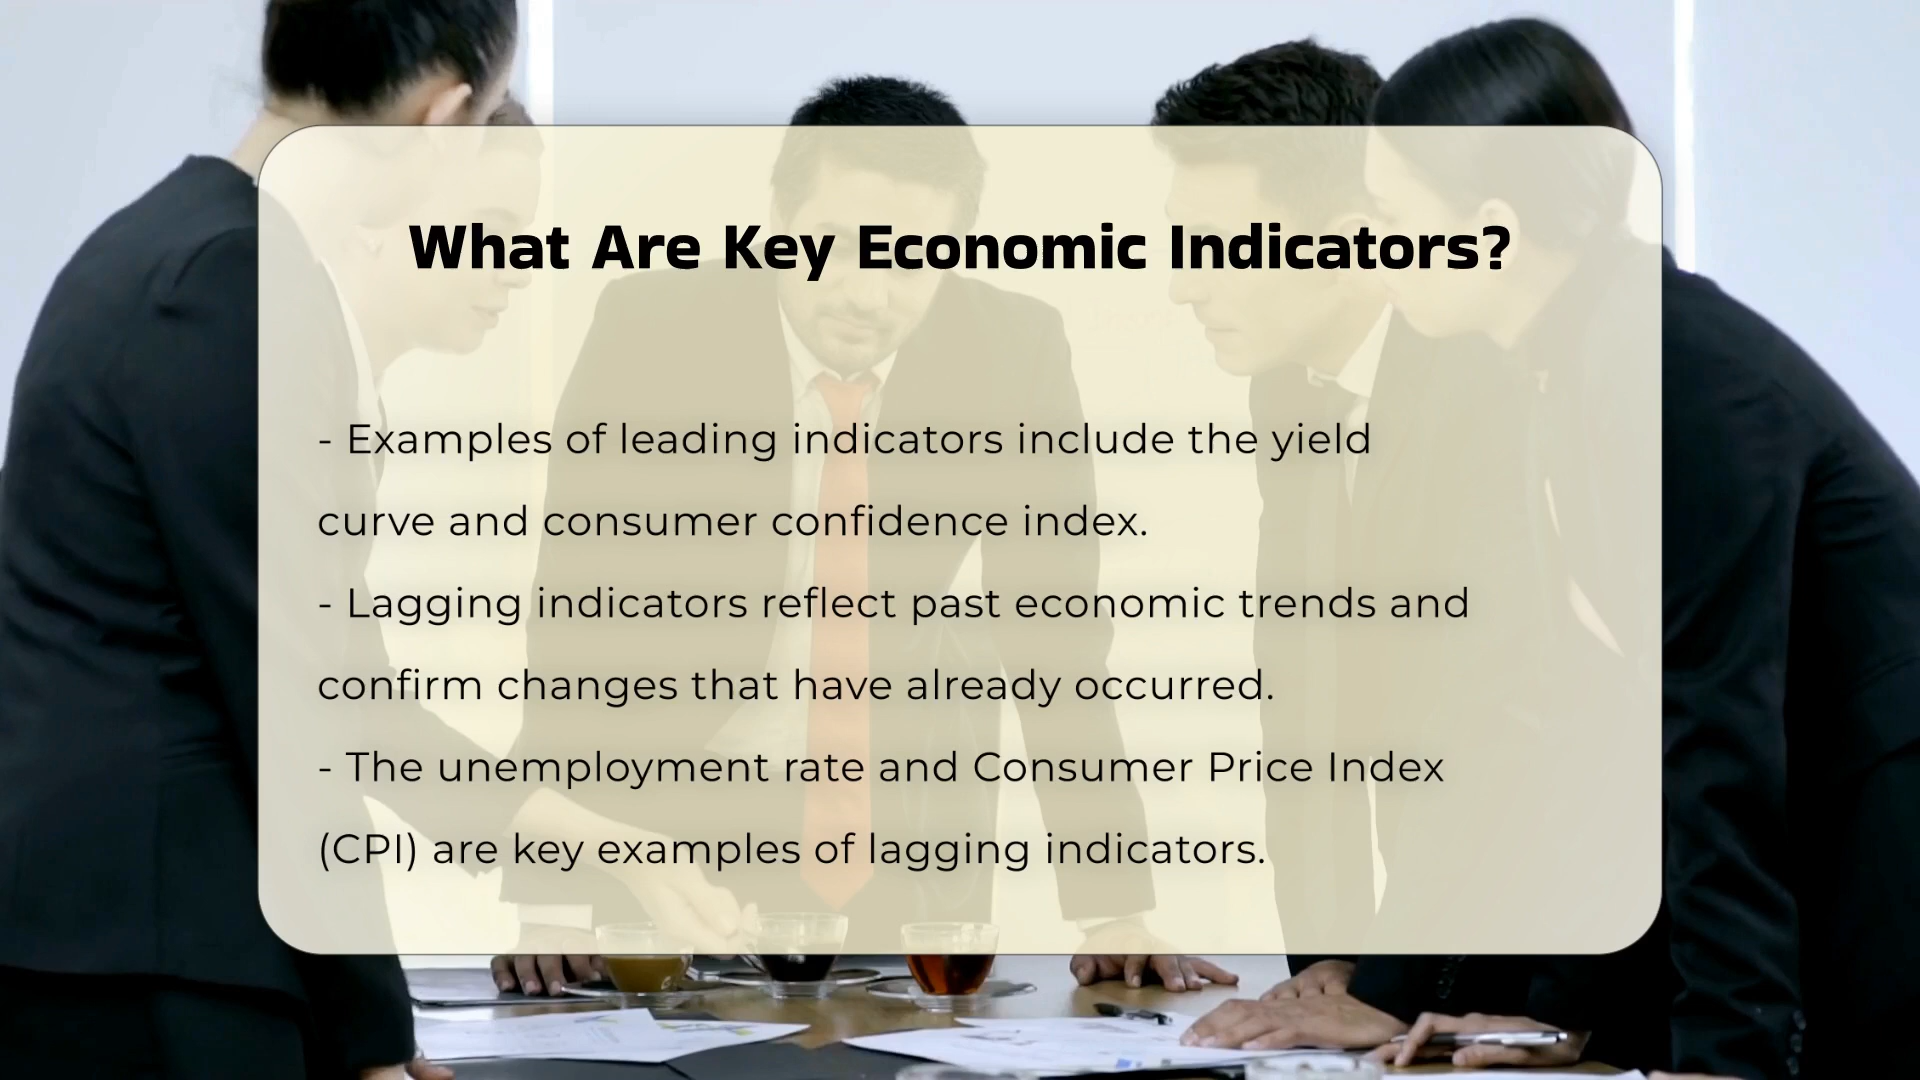 What Are Key Economic Indicators?
- Examples of leading indicators include the yield
curve and consumer confidence index.
- Lagging indicators reflect past economic trends and
confirm changes that have already occurred.
- The unemployment rate and Consumer Price Index
(CPI) are key examples of lagging indicators.